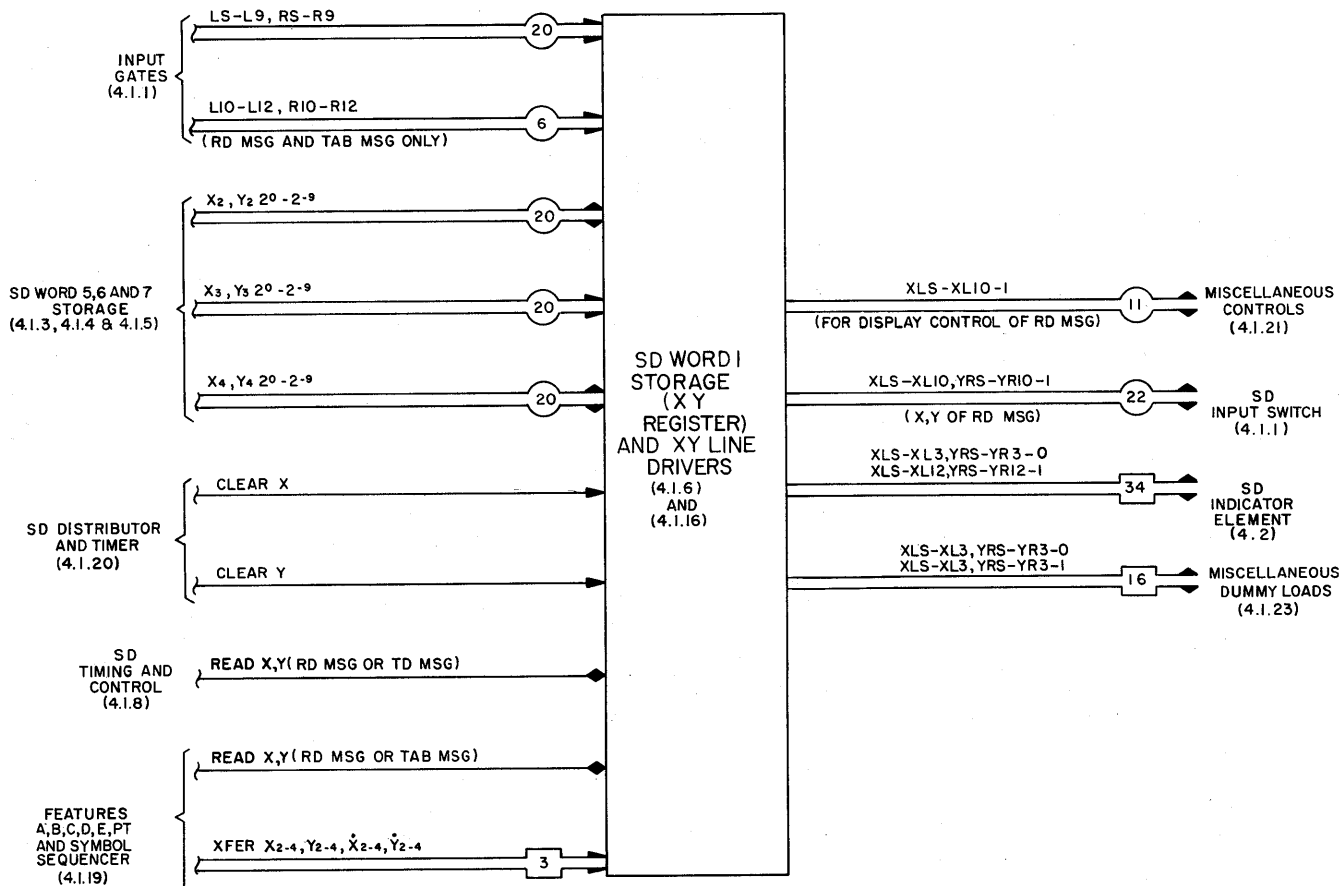 LS-L9, RS-R9
20
INPUT
GATES
(4.1.1)
L10-L12, R10-R12
6
(RD MSG AND TAB MSG ONLY)
X2, Y2 2⁰-2⁻⁹
20
SD WORD 5,6 AND 7
STORAGE
(4.1.3, 4.1.4 & 4.1.5)
X3, Y3 2⁰-2⁻⁹
20
X4, Y4 2⁰-2⁻⁹
20
SD DISTRIBUTOR
AND TIMER
(4.1.20)
CLEAR X
CLEAR Y
SD
TIMING AND
CONTROL
(4.1.8)
READ X,Y (RD MSG OR TD MSG)
READ X,Y (RD MSG OR TAB MSG)
FEATURES
A,B,C,D,E,PT
AND SYMBOL
SEQUENCER
(4.1.19)
XFER X2-4, Y2-4, Ẋ2-4, Ẏ2-4
3
SD WORD 1
STORAGE
(XY
REGISTER)
AND XY LINE
DRIVERS
(4.1.6)
AND
(4.1.16)
XLS-XL10-1
11
(FOR DISPLAY CONTROL OF RD MSG)
MISCELLANEOUS
CONTROLS
(4.1.21)
XLS-XL10, YRS-YR10-1
22
(X,Y OF RD MSG)
SD
INPUT SWITCH
(4.1.1)
XLS-XL3, YRS-YR3-0
XLS-XL12, YRS-YR12-1
34
SD
INDICATOR
ELEMENT
(4.2)
XLS-XL3, YRS-YR3-0
XLS-XL3, YRS-YR3-1
16
MISCELLANEOUS
DUMMY LOADS
(4.1.23)